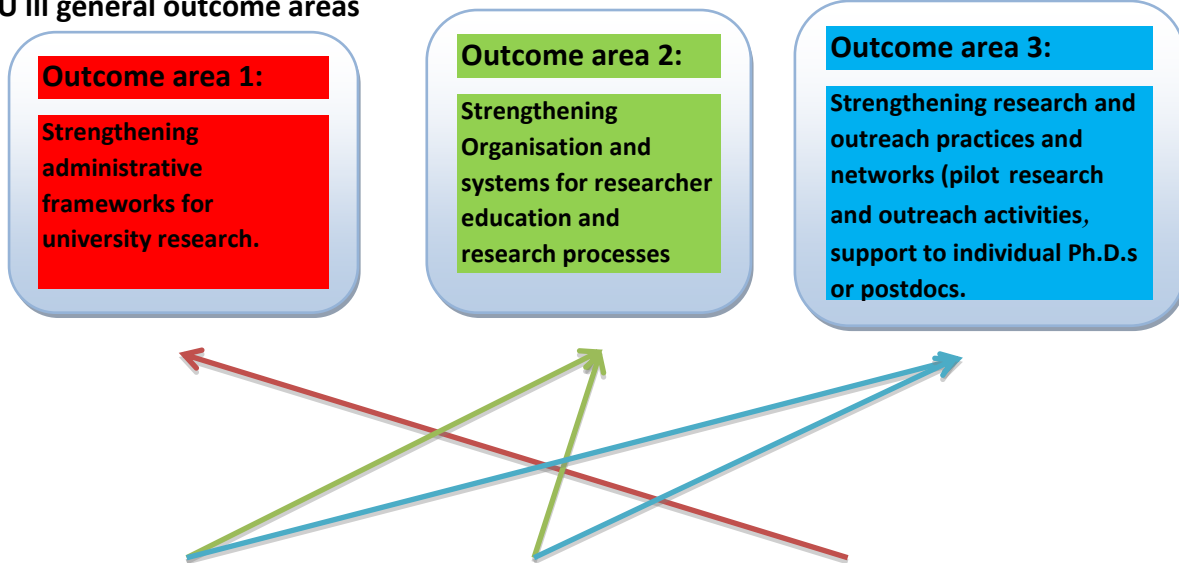 U III general outcome areas
Outcome area 1:
Strengthening
administrative
frameworks for
university research.
Outcome area 2:
Strengthening
Organisation and
systems for researcher
education and
research processes
Outcome area 3:
Strengthening research and
outreach practices and
networks (pilot research
and outreach activities,
support to individual Ph.D.s
or postdocs.